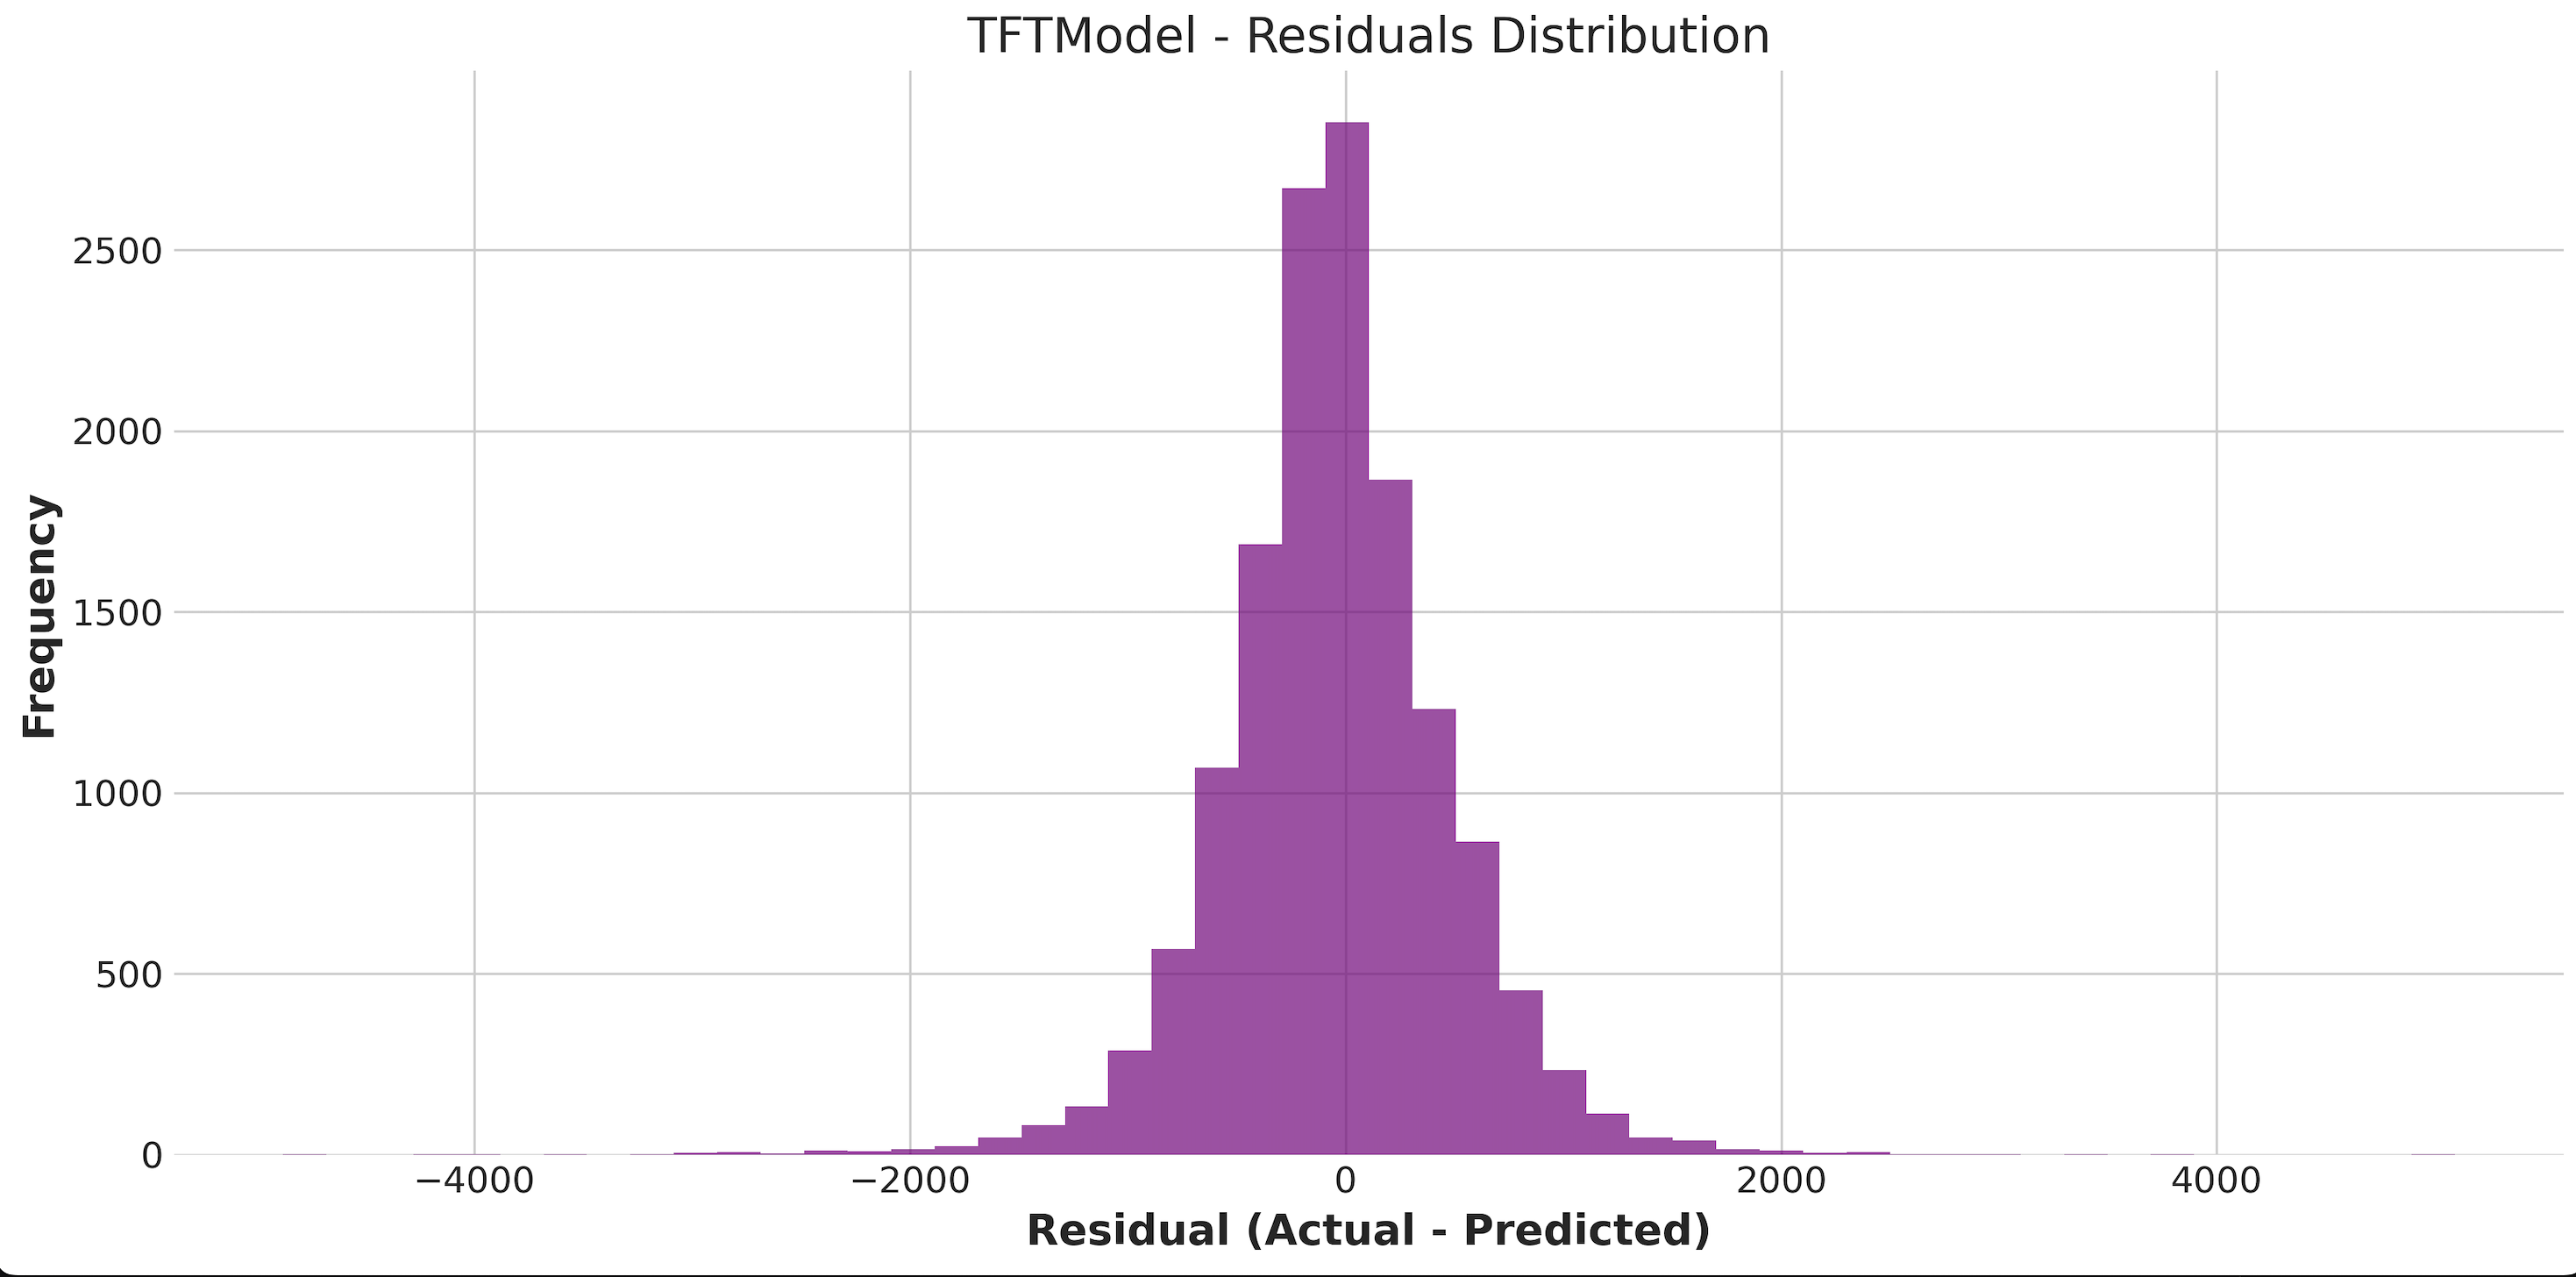 TFTModel - Residuals Distribution
Frequency
2500
2000
1500
1000
500
0
−4000 −2000 0 2000 4000
Residual (Actual - Predicted)